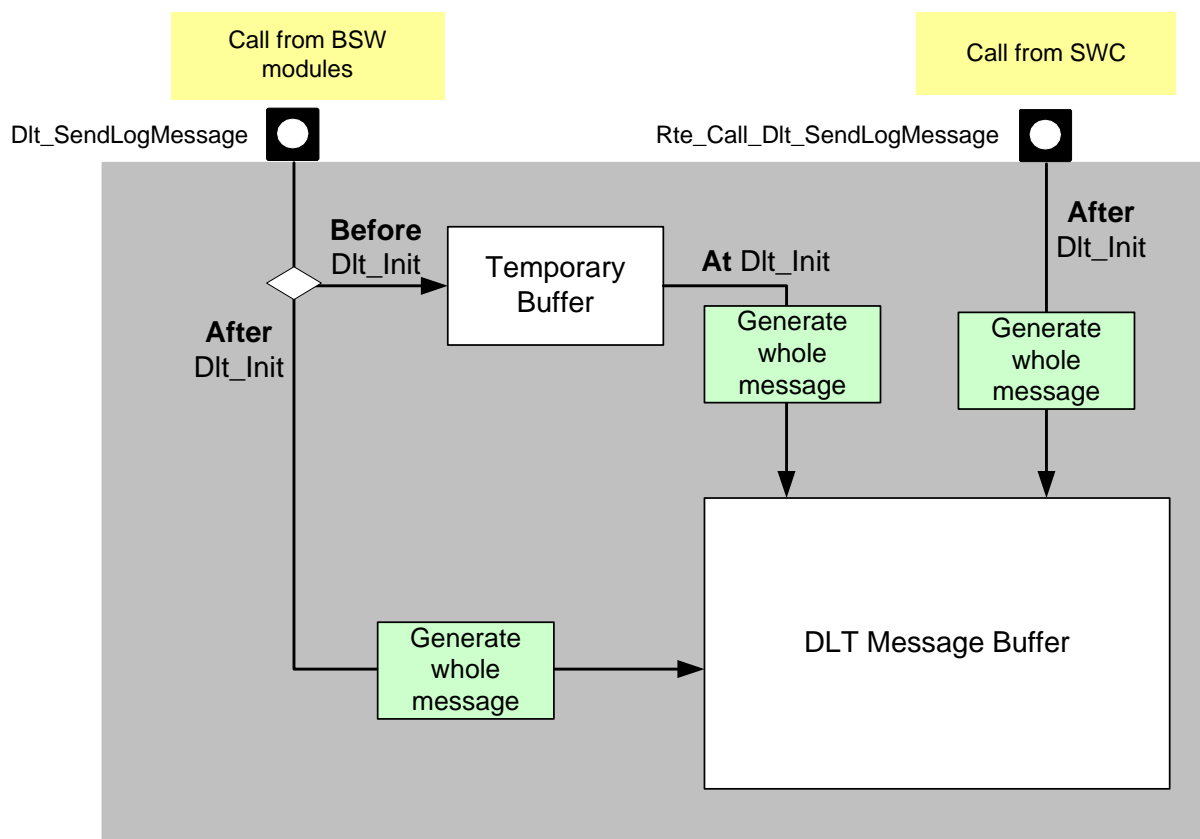 Call from BSW
modules
Call from SWC
Dlt_SendLogMessage
Rte_Call_Dlt_SendLogMessage
Before
Dlt_Init
After
Dlt_Init
Temporary
Buffer
At Dlt_Init
Generate
whole
message
After
Dlt_Init
Generate
whole
message
Generate
whole
message
DLT Message Buffer